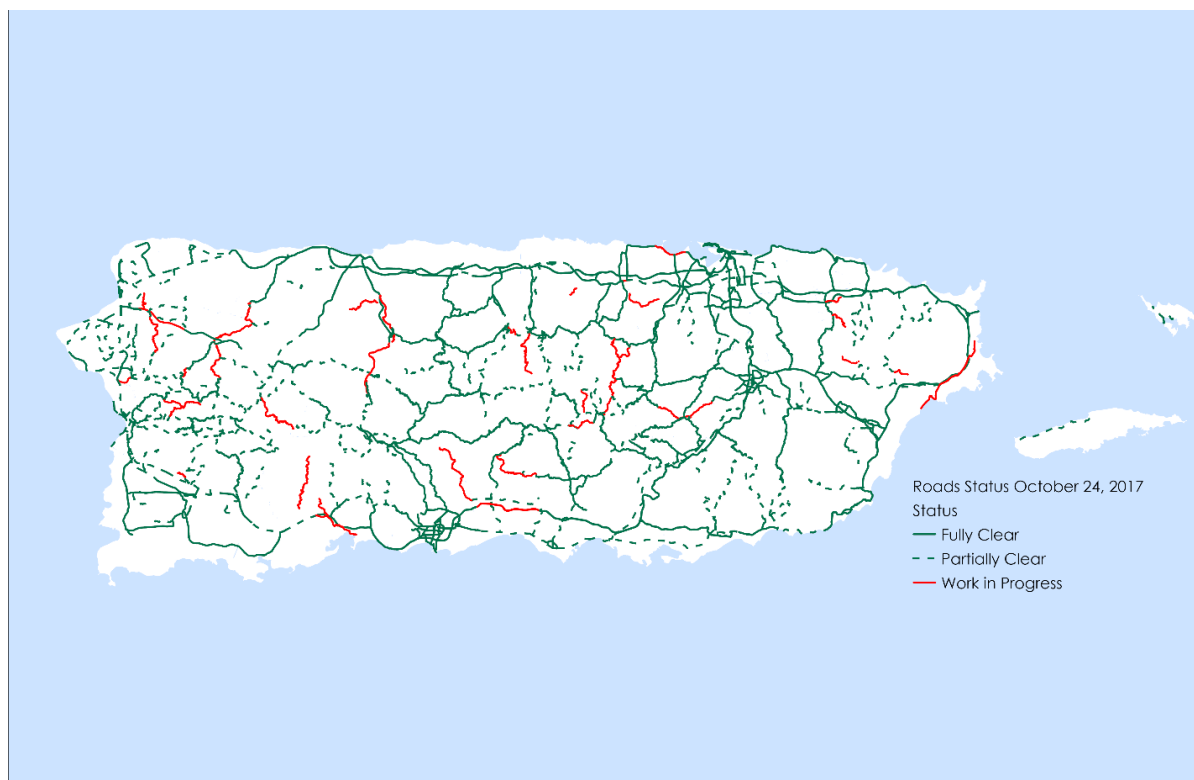 Roads Status October 24, 2017
Status
Fully Clear
Partially Clear
Work in Progress